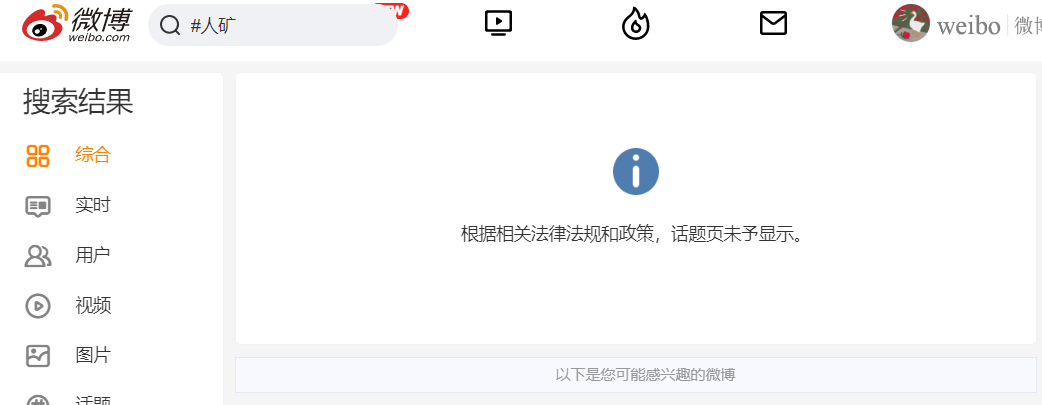 微博
weibo.com
#人矿
weibo
微博
搜索结果
综合
实时
用户
视频
图片
话题
根据相关法律法规和政策，话题页未予显示。
以下是您可能感兴趣的微博